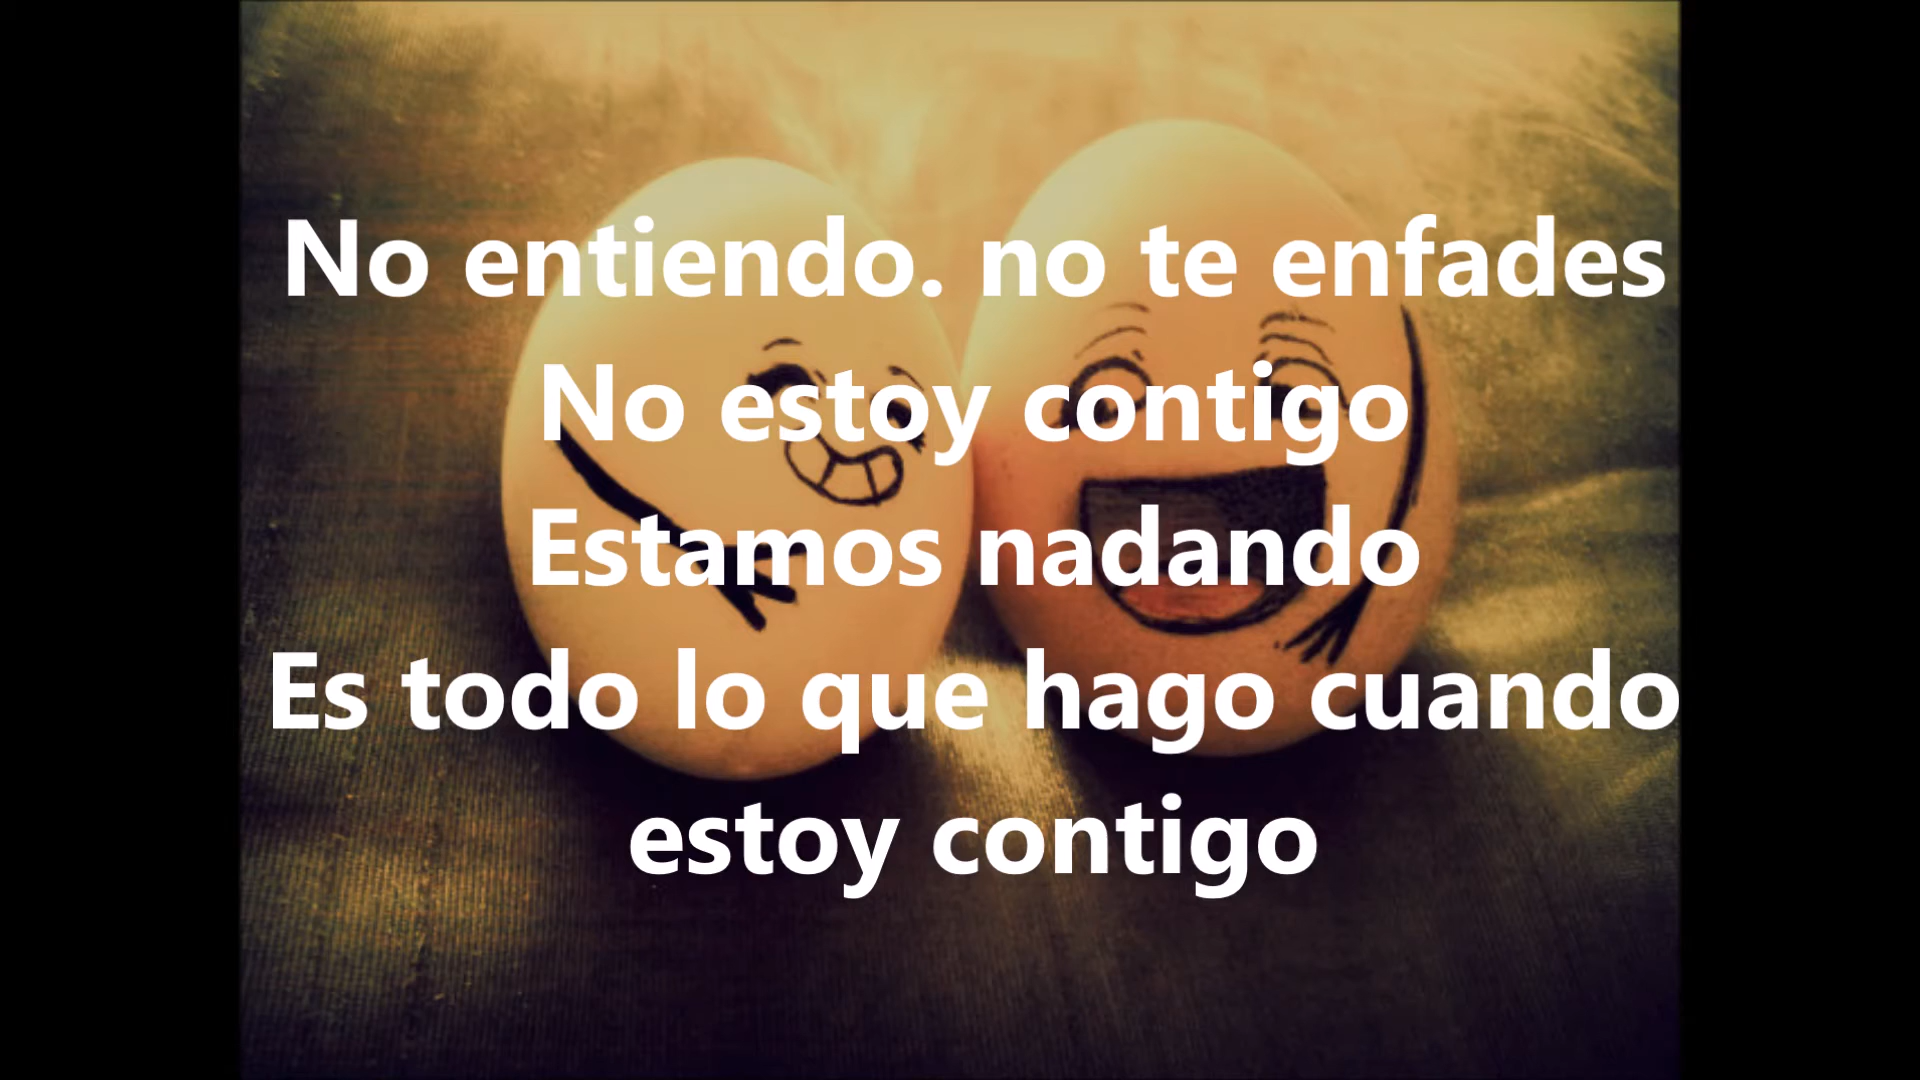 No entiendo. no te enfades
No estoy contigo
Estamos nadando
Es todo lo que hago cuando
estoy contigo